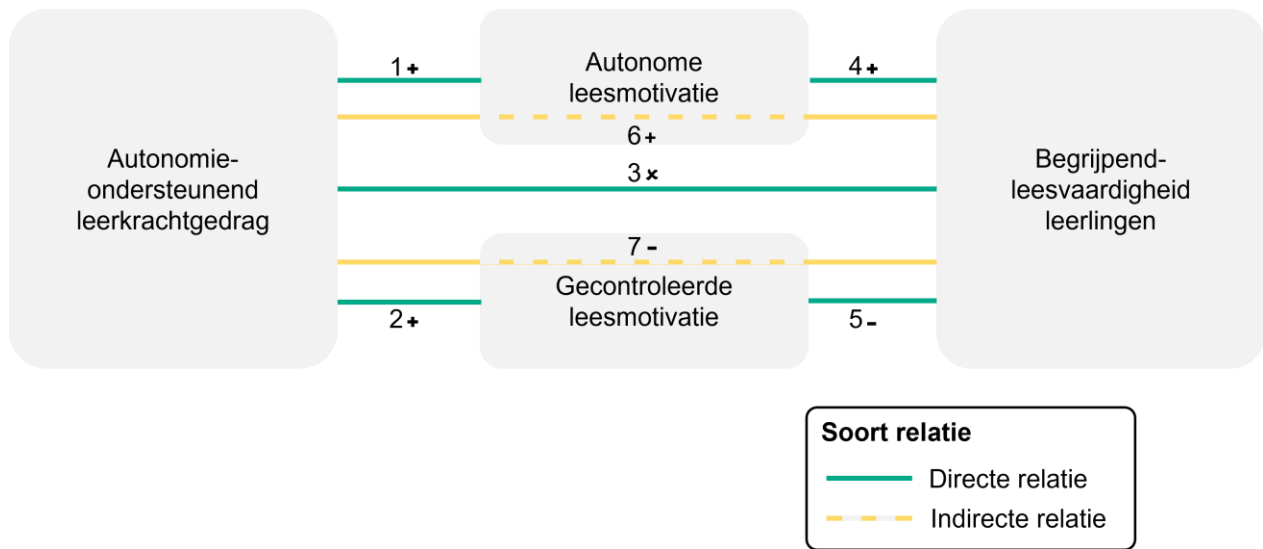 1+
Autonome
leesmotivatie
4+
6+
Autonomie-
ondersteunend
leerkrachtgedrag
3×
Begrijpend-
leesvaardigheid
leerlingen
7-
Gecontroleerde
leesmotivatie
2+
5-
Soort relatie
Directe relatie
Indirecte relatie